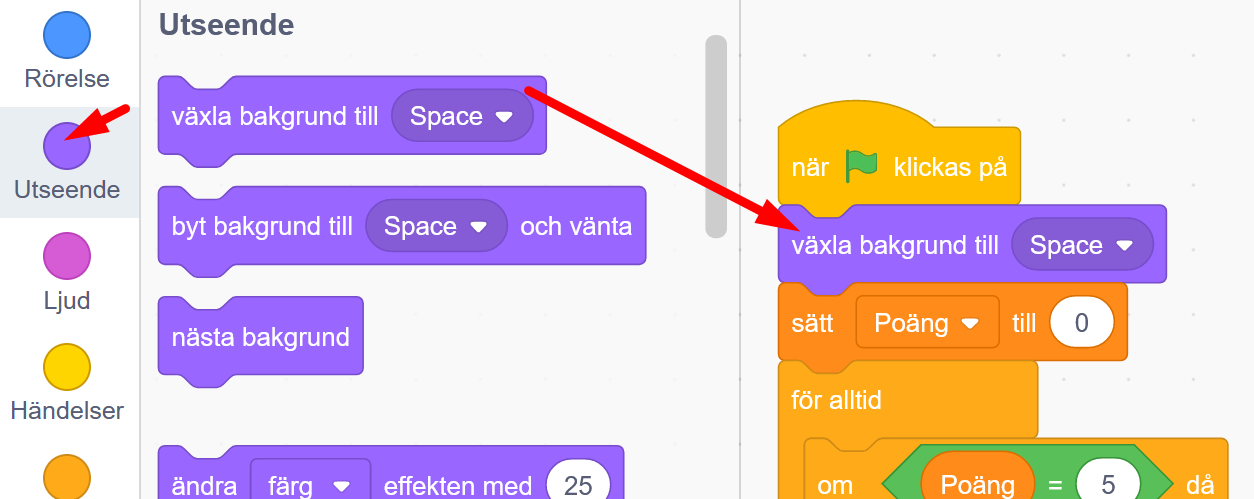 Rörelse
Utseende
Ljud
Händelser
Utseende
växla bakgrund till Space
byt bakgrund till Space och vänta
nästa bakgrund
ändra färg effekten med 25
när klickas på
växla bakgrund till Space
sätt Poäng till 0
för alltid
om Poäng = 5 då